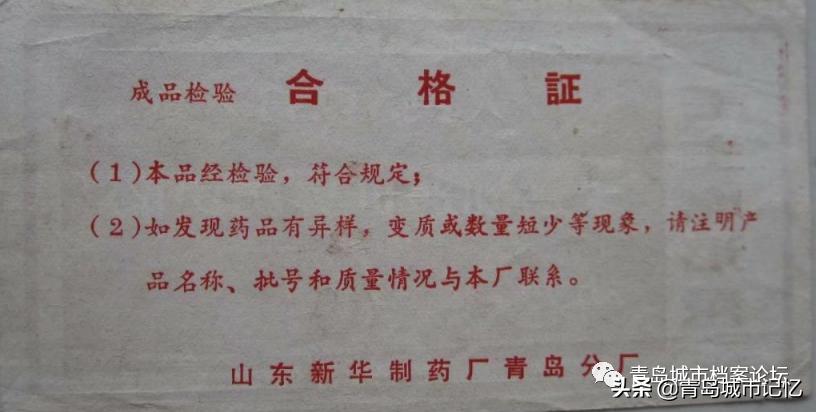 成品检验 合格証
(1)本品经检验，符合规定；
(2)如发现药品有异样，变质或数量短少等现象，请注明产
品名称、批号和质量情况与本厂联系。
山东新华制药厂青岛分厂
青岛城市档案论坛
头条 @青岛城市记忆